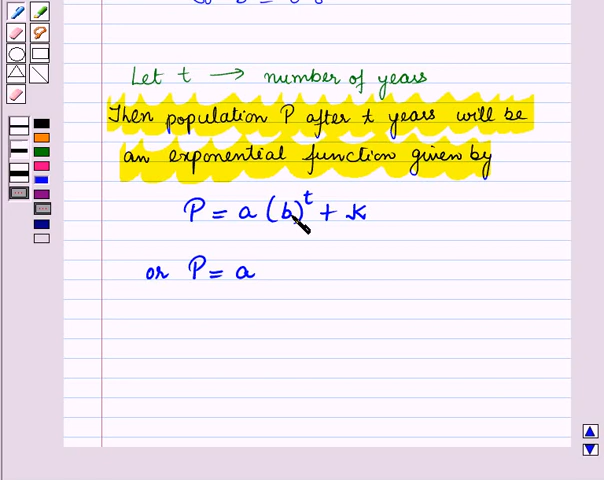 Let t → number of years
Then population P after t years will be
an exponential function given by
P = a (b)^t + k
or P = a